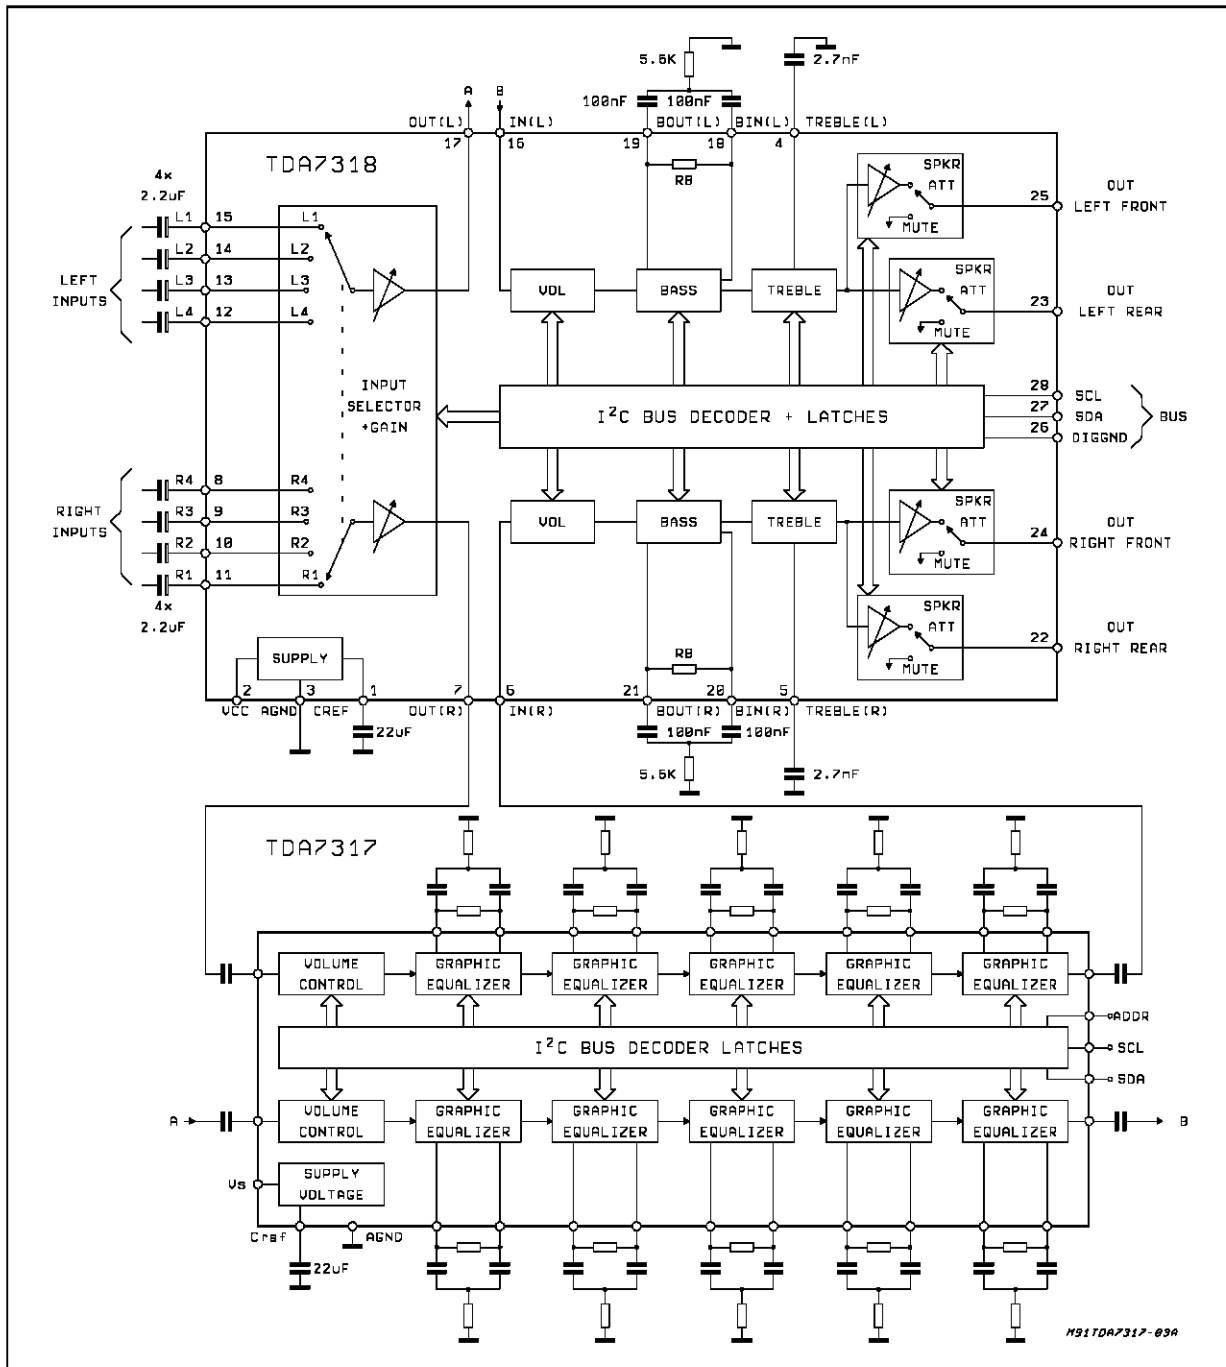 5.6K
2.7nF
A B
100nF 100nF
OUT(L) IN(L) BOUT(L) BIN(L) TREBLE(L)
17 16 19 18 4
TDA7318
RB
SPKR
ATT
MUTE
25 OUT
LEFT FRONT
4x
2.2uF
L1 15 L1
L2 14 L2
L3 13 L3
L4 12 L4
LEFT
INPUTS
VOL BASS TREBLE
SPKR
ATT
MUTE
23 OUT
LEFT REAR
INPUT
SELECTOR
+GAIN
I²C BUS DECODER + LATCHES
28 SCL
27 SDA
26 DIGGND
BUS
R4 8 R4
R3 9 R3
R2 10 R2
R1 11 R1
RIGHT
INPUTS
4x
2.2uF
VOL BASS TREBLE
SPKR
ATT
MUTE
24 OUT
RIGHT FRONT
SPKR
ATT
MUTE
22 OUT
RIGHT REAR
SUPPLY
RB
2 3 1 7 6 21 20 5
VCC AGND CREF OUT(R) IN(R) BOUT(R) BIN(R) TREBLE(R)
22uF
100nF 100nF
5.6K
2.7nF
TDA7317
VOLUME
CONTROL
GRAPHIC
EQUALIZER
GRAPHIC
EQUALIZER
GRAPHIC
EQUALIZER
GRAPHIC
EQUALIZER
GRAPHIC
EQUALIZER
ADDR
I²C BUS DECODER LATCHES
SCL
SDA
A
VOLUME
CONTROL
GRAPHIC
EQUALIZER
GRAPHIC
EQUALIZER
GRAPHIC
EQUALIZER
GRAPHIC
EQUALIZER
GRAPHIC
EQUALIZER
B
Vs
SUPPLY
VOLTAGE
Cref
AGND
22uF
M91TDA7317-03A